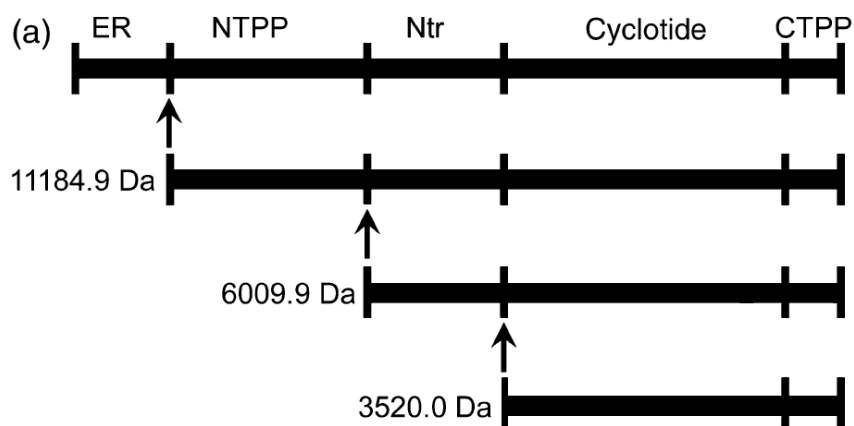 (a) ER NTPP Ntr Cyclotide CTPP
11184.9 Da
6009.9 Da
3520.0 Da